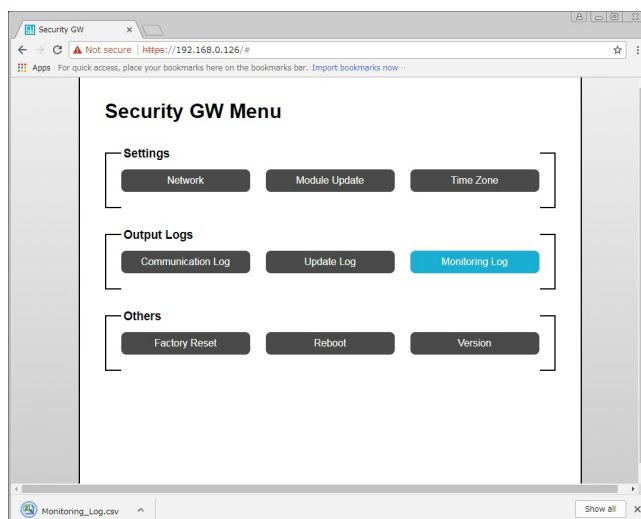 Security GW
Not secure | https://192.168.0.126/#
Apps For quick access, place your bookmarks here on the bookmarks bar. Import bookmarks now...
Security GW Menu
Settings
Network Module Update Time Zone
Output Logs
Communication Log Update Log Monitoring Log
Others
Factory Reset Reboot Version
Monitoring_Log.csv Show all